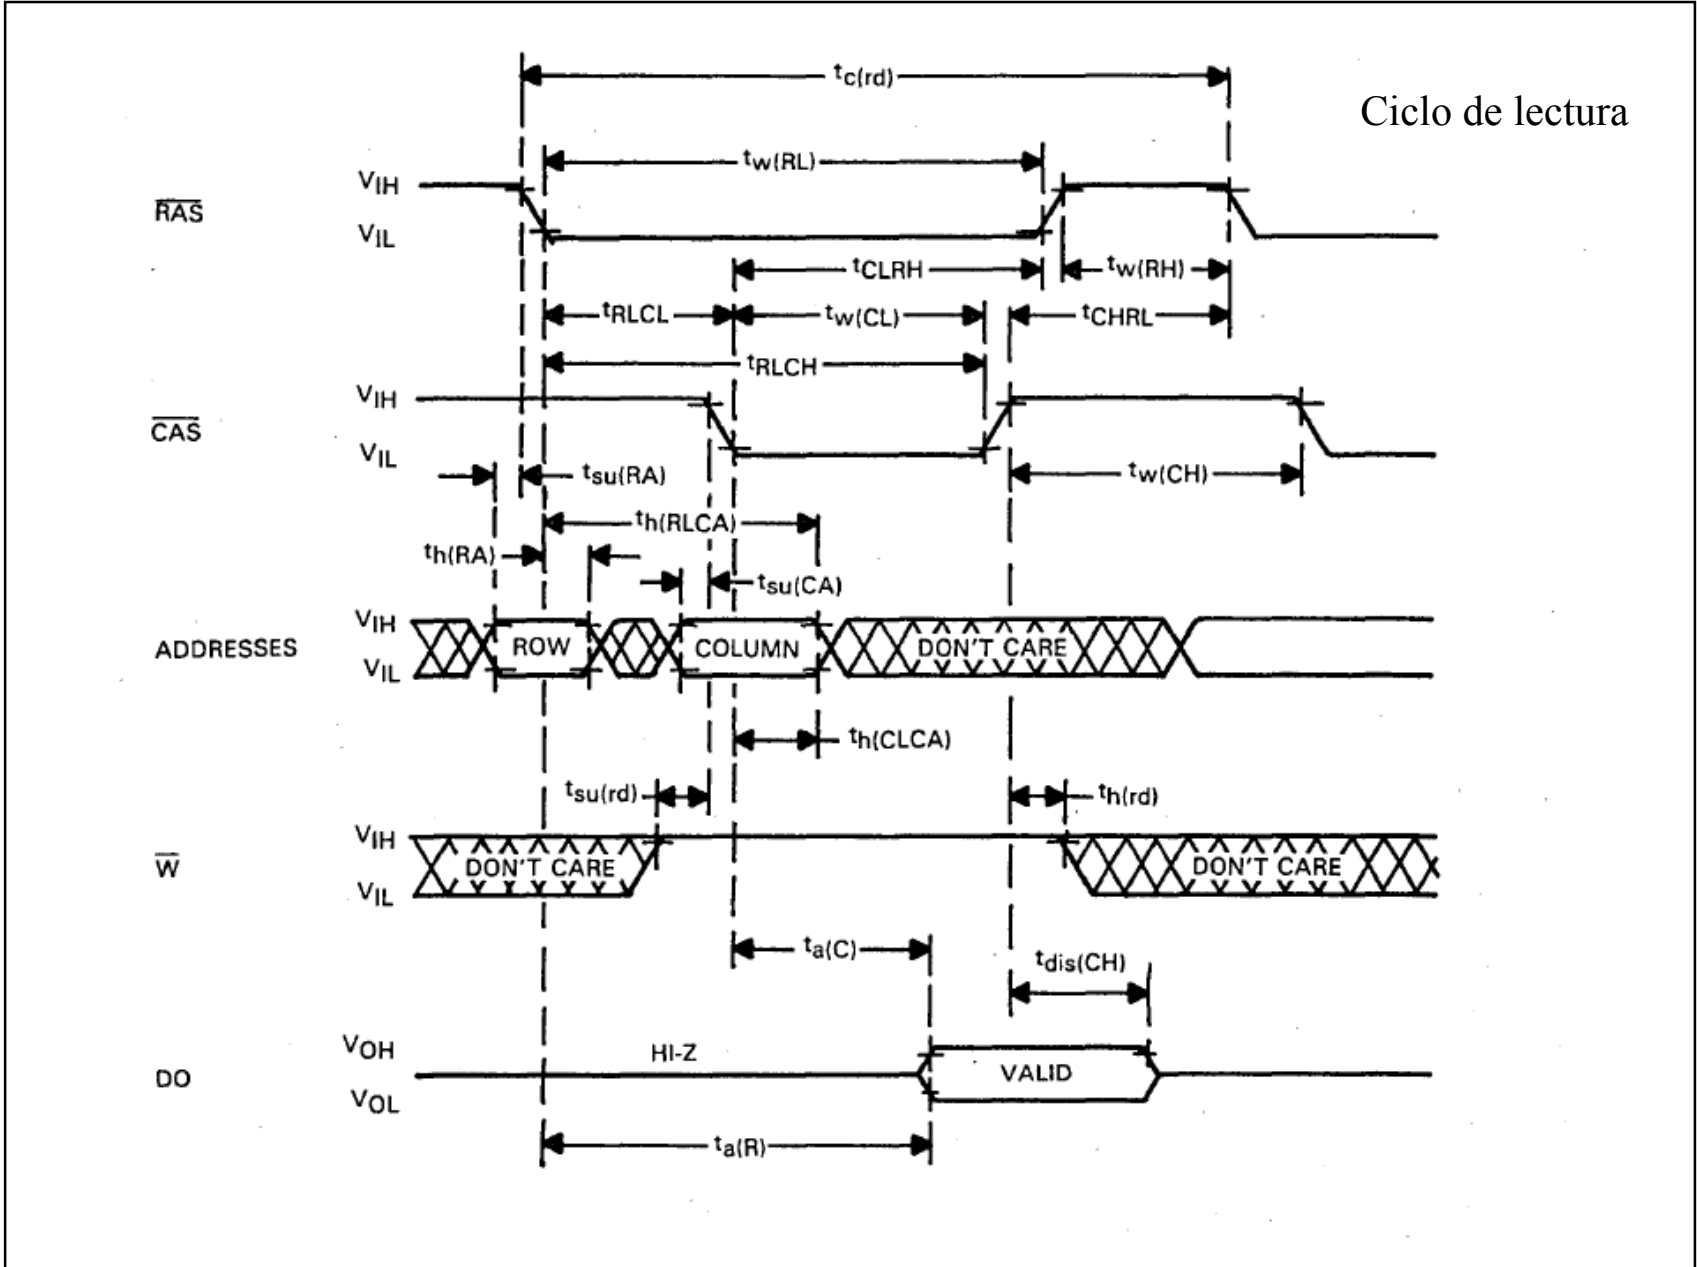 tc(rd)
Ciclo de lectura
tw(RL)
VIH
RAS
VIL
tCLRH
tw(RH)
tRLCL
tw(CL)
tCHRL
tRLCH
VIH
CAS
VIL
tsu(RA)
tw(CH)
th(RLCA)
th(RA)
tsu(CA)
VIH
ADDRESSES
ROW
COLUMN
DON'T CARE
VIL
th(CLCA)
tsu(rd)
th(rd)
VIH
W
DON'T CARE
DON'T CARE
VIL
ta(C)
tdis(CH)
VOH
HI-Z
DO
VALID
VOL
ta(R)